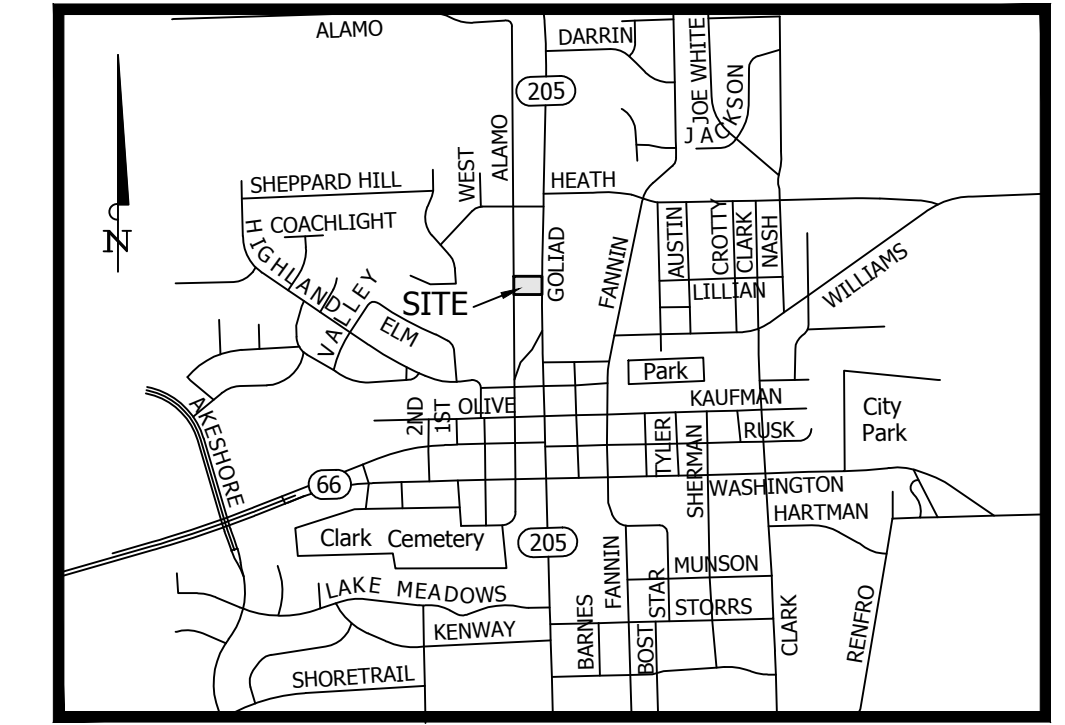 ALAMO
DARRIN
JOE WHITE
205
JACKSON
ALAMO
WEST
SHEPPARD HILL
HEATH
COACHLIGHT
HIGHLAND
AUSTIN
CROTTY
CLARK
NASH
N
GOLIAD
FANNIN
WILLIAMS
VALLEY
SITE
LILLIAN
ELM
Park
2ND
1ST
OLIVE
KAUFMAN
City
Park
AKESHORE
TYLER
SHERMAN
RUSK
66
WASHINGTON
HARTMAN
Clark Cemetery
205
FANNIN
MUNSON
LAKE MEADOWS
STAR
STORRS
BARNES
KENWAY
BOST
CLARK
RENFRO
SHORETRAIL